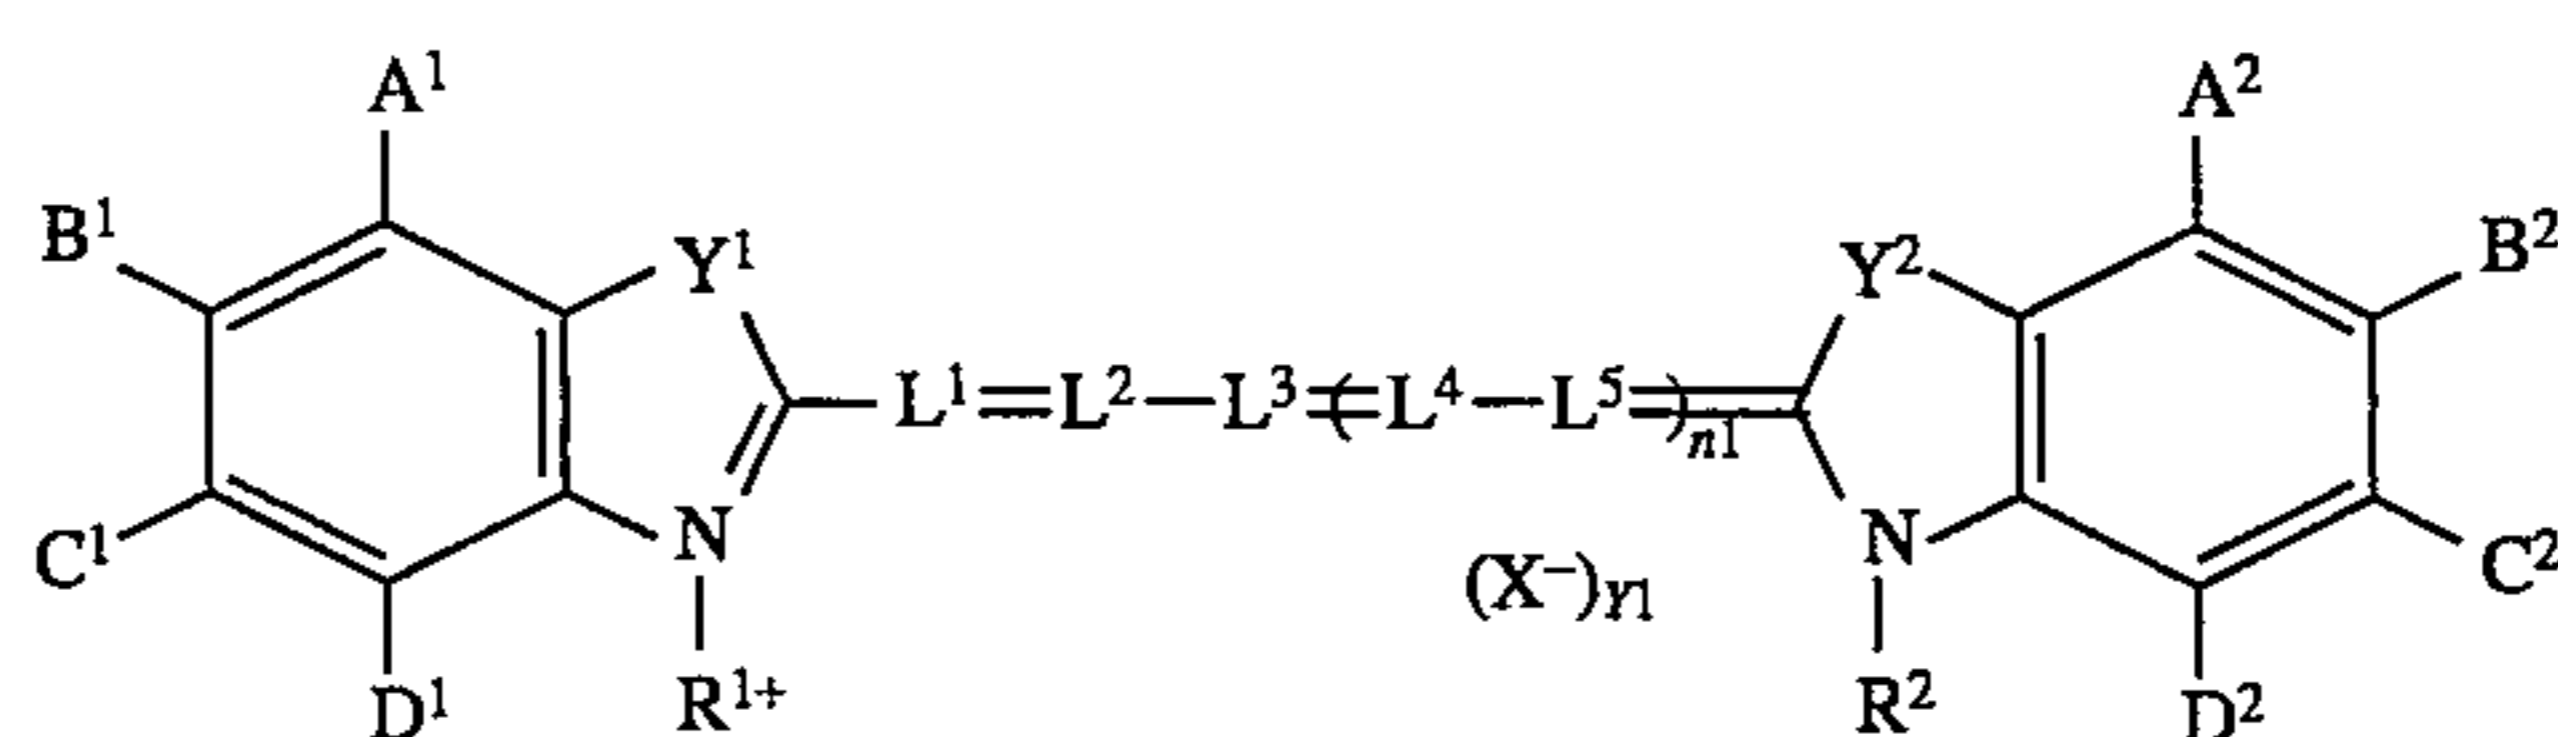 A¹ A²
B¹ Y¹ Y² B²
L¹=L²—L³=(L⁴—L⁵=)n1
C¹ N (X⁻)Y1 N C²
D¹ R¹⁺ R² D²